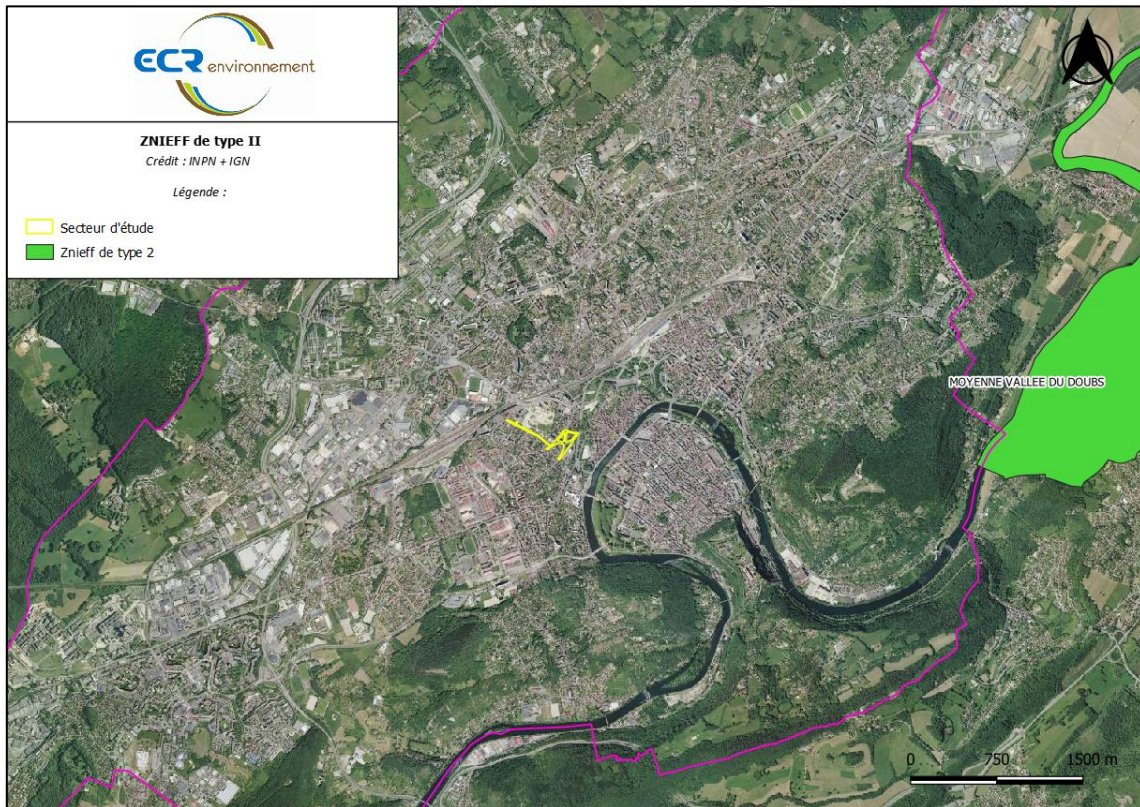 ECR environnement
ZNIEFF de type II
Crédit : INPN + IGN
Légende :
Secteur d'étude
Znieff de type 2
MOYENNE VALLEE DU DOUBS
0 750 1500 m